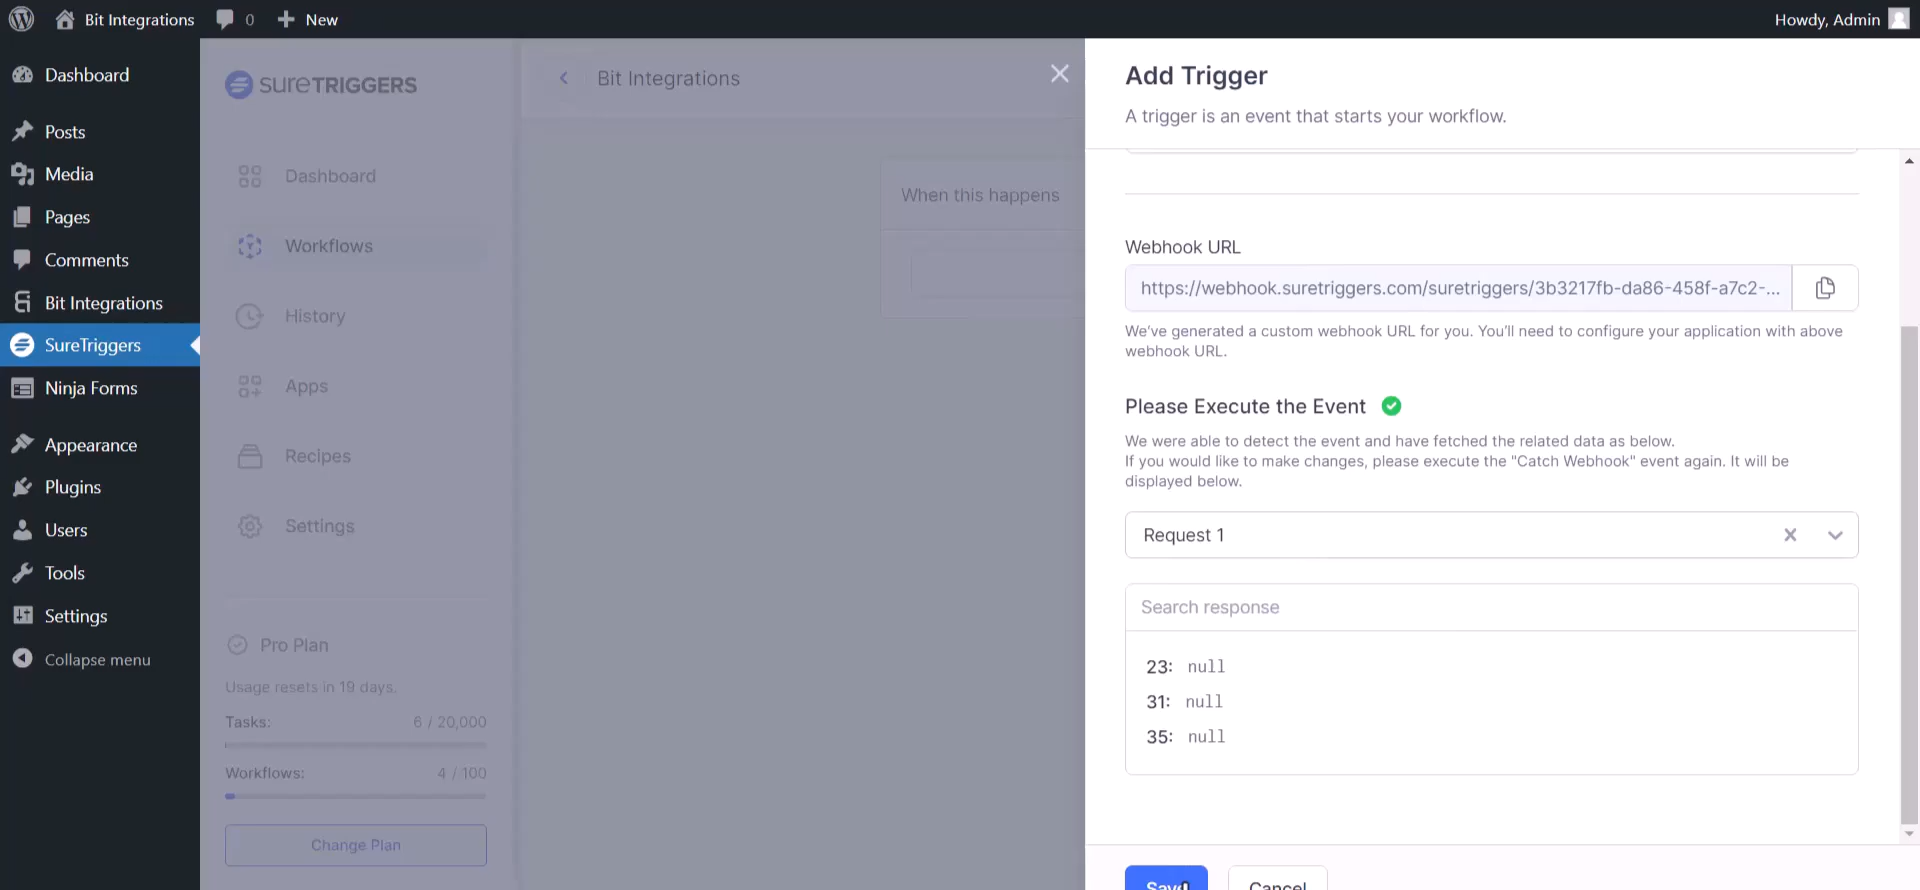 Bit Integrations
0
New
Howdy, Admin
Dashboard
Posts
Media
Pages
Comments
Bit Integrations
SureTriggers
Ninja Forms
Appearance
Plugins
Users
Tools
Settings
Collapse menu
SURETRIGGERS
Dashboard
Workflows
History
Apps
Recipes
Settings
Pro Plan
Usage resets in 19 days.
Tasks: 6 / 20,000
Workflows: 4 / 100
Change Plan
Bit Integrations
When this happens
Add Trigger
A trigger is an event that starts your workflow.
Webhook URL
https://webhook.suretriggers.com/suretriggers/3b3217fb-da86-458f-a7c2-...
We've generated a custom webhook URL for you. You'll need to configure your application with above
webhook URL.
Please Execute the Event
We were able to detect the event and have fetched the related data as below.
If you would like to make changes, please execute the "Catch Webhook" event again. It will be
displayed below.
Request 1
Search response
23: null
31: null
35: null
Save
Cancel